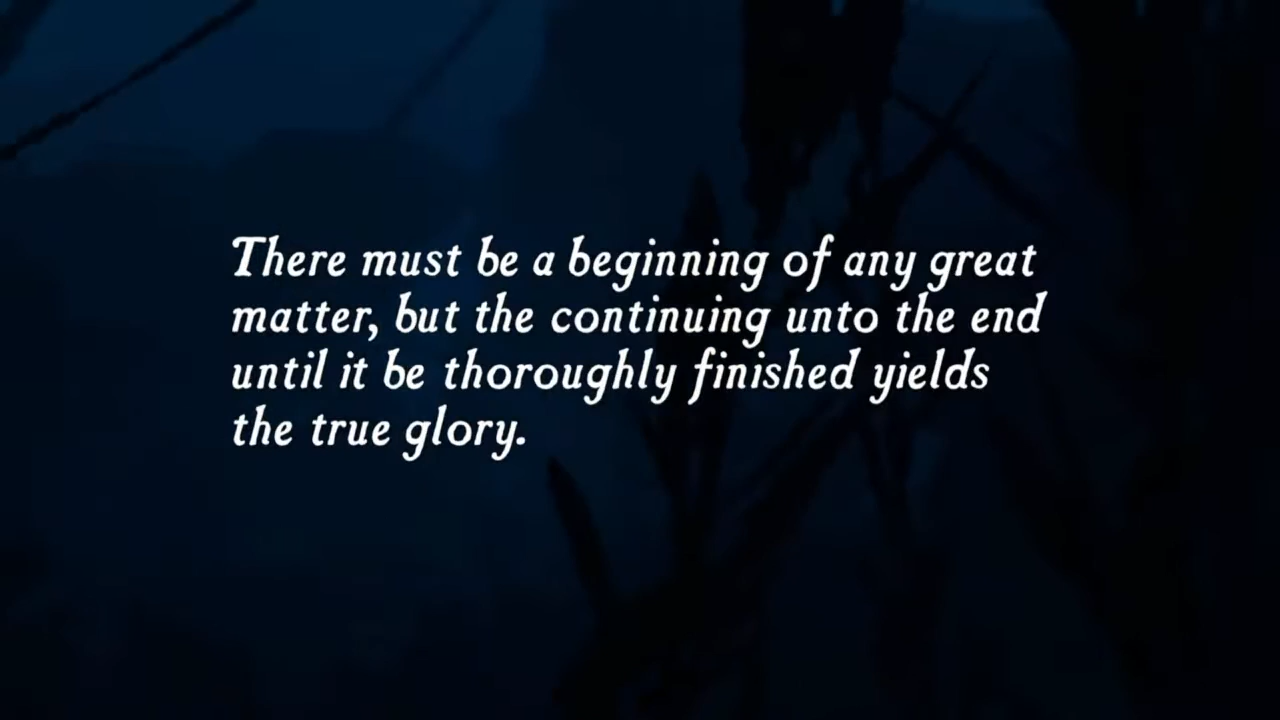 There must be a beginning of any great
matter, but the continuing unto the end
until it be thoroughly finished yields
the true glory.